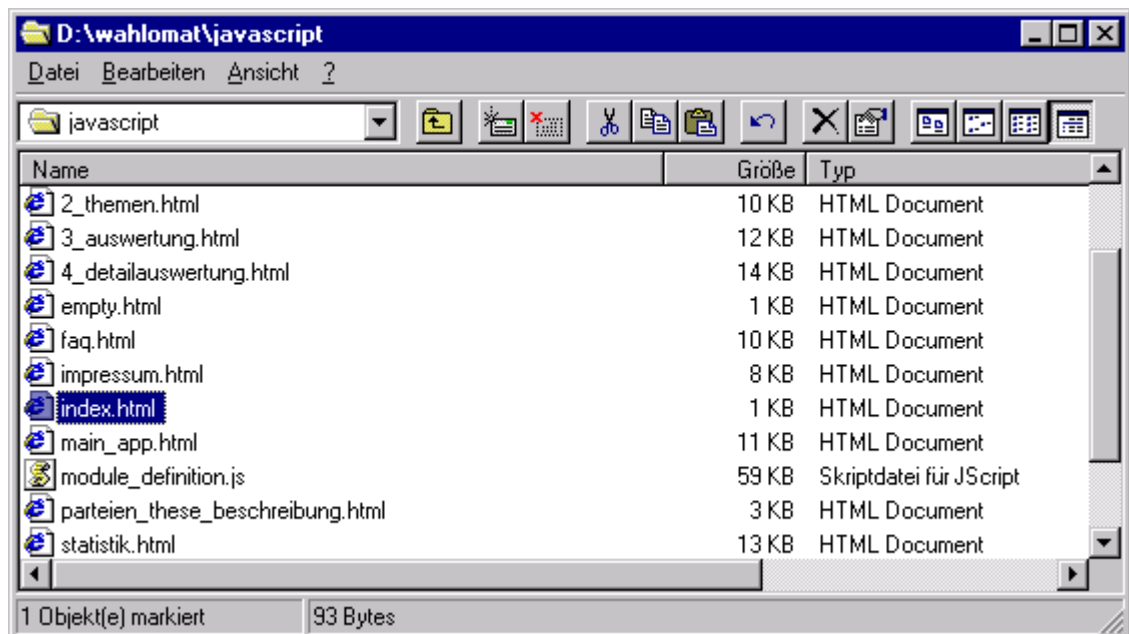 D:\wahlomat\javascript
Datei Bearbeiten Ansicht ?
javascript
Name Größe Typ
2_themen.html 10 KB HTML Document
3_auswertung.html 12 KB HTML Document
4_detailauswertung.html 14 KB HTML Document
empty.html 1 KB HTML Document
faq.html 10 KB HTML Document
impressum.html 8 KB HTML Document
index.html 1 KB HTML Document
main_app.html 11 KB HTML Document
module_definition.js 59 KB Skriptdatei für JScript
parteien_these_beschreibung.html 3 KB HTML Document
statistik.html 13 KB HTML Document
1 Objekt(e) markiert 93 Bytes